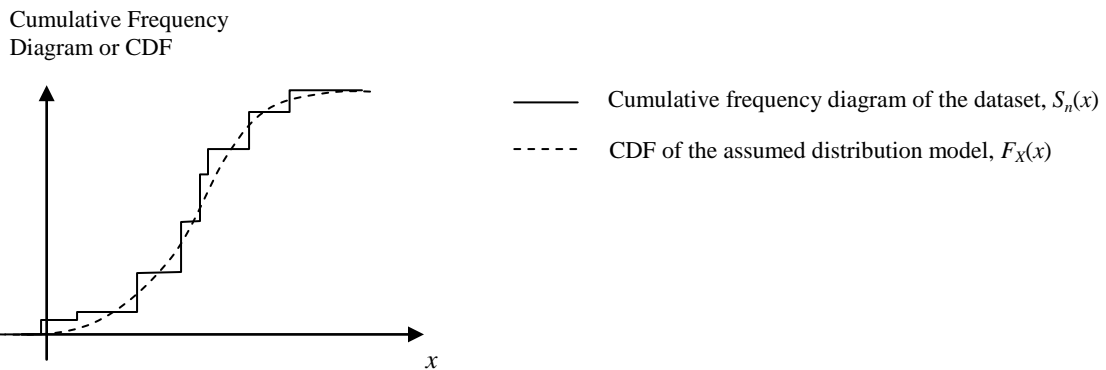 Cumulative Frequency
Diagram or CDF
Cumulative frequency diagram of the dataset, Sn(x)
CDF of the assumed distribution model, FX(x)
x